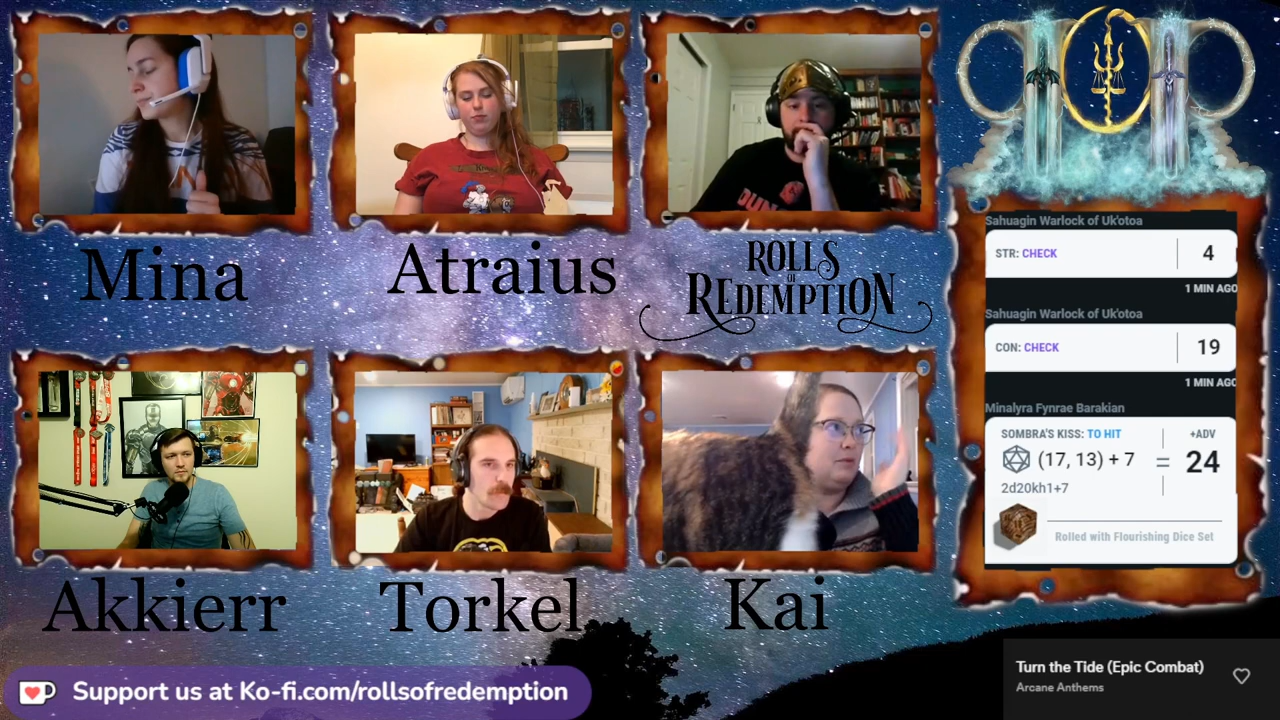 Mina
Atraius
ROLLS
OF
REDEMPTION
Akkierr
Torkel
Kai
DUN
Sahuagin Warlock of Uk'otoa
STR: CHECK
4
1 MIN AGO
Sahuagin Warlock of Uk'otoa
CON: CHECK
19
1 MIN AGO
Minalyra Fynrae Barakian
SOMBRA'S KISS: TO HIT
+ADV
(17, 13) + 7
=
24
2d20kh1+7
Rolled with Flourishing Dice Set
Support us at Ko-fi.com/rollsofredemption
Turn the Tide (Epic Combat)
Arcane Anthems